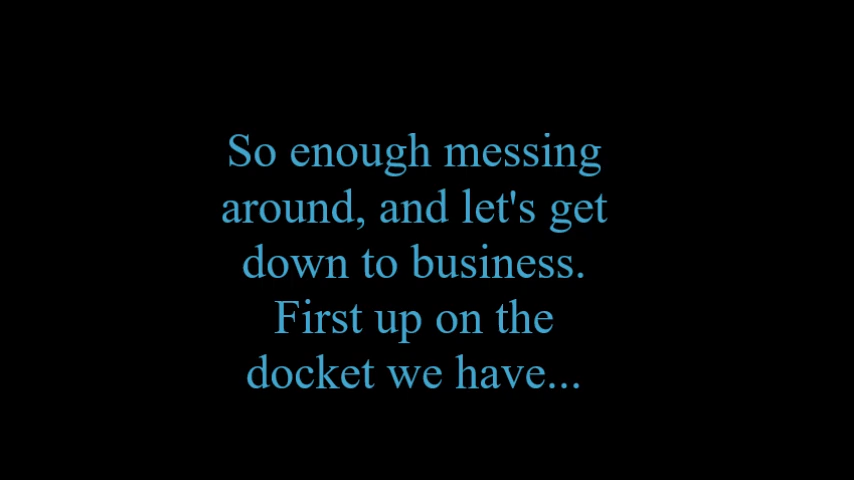 So enough messing
around, and let's get
down to business.
First up on the
docket we have...